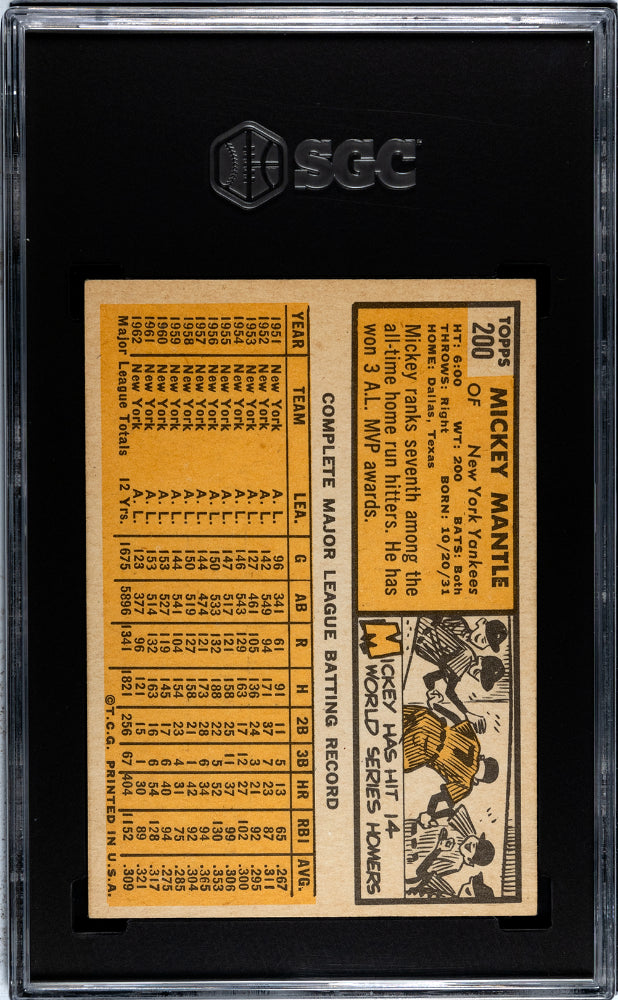 SGC
TOPPS
200
MICKEY MANTLE
OF New York Yankees
HT: 6:00 WT: 200 BATS: Both
THROWS: Right BORN: 10/20/31
HOME: Dallas, Texas
Mickey ranks seventh among the
all-time home run hitters. He has
won 3 A.L. MVP awards.
7
MICKEY HAS HIT 14
WORLD SERIES HOMERS
COMPLETE MAJOR LEAGUE BATTING RECORD
YEAR TEAM LEA. G AB R H 2B 3B HR RBI AVG.
1951 New York A. L. 96 341 61 91 11 5 13 65 .267
1952 New York A. L. 142 549 94 171 37 7 23 87 .311
1953 New York A. L. 127 461 105 136 24 3 21 92 .295
1954 New York A. L. 146 543 129 163 17 12 27 102 .300
1955 New York A. L. 147 517 121 158 25 11 37 99 .306
1956 New York A. L. 150 533 132 188 22 5 52 130 .353
1957 New York A. L. 144 474 121 173 28 6 34 94 .365
1958 New York A. L. 150 519 127 158 21 1 42 97 .304
1959 New York A. L. 144 541 104 154 23 4 31 75 .285
1960 New York A. L. 153 527 119 145 17 6 40 94 .275
1961 New York A. L. 153 514 132 163 16 6 54 128 .317
1962 New York A. L. 123 377 96 121 15 1 30 89 .321
Major League Totals 12 Yrs. 1675 5896 1341 1821 256 67 404 1152 .309
©T.C.G. PRINTED IN U.S.A.